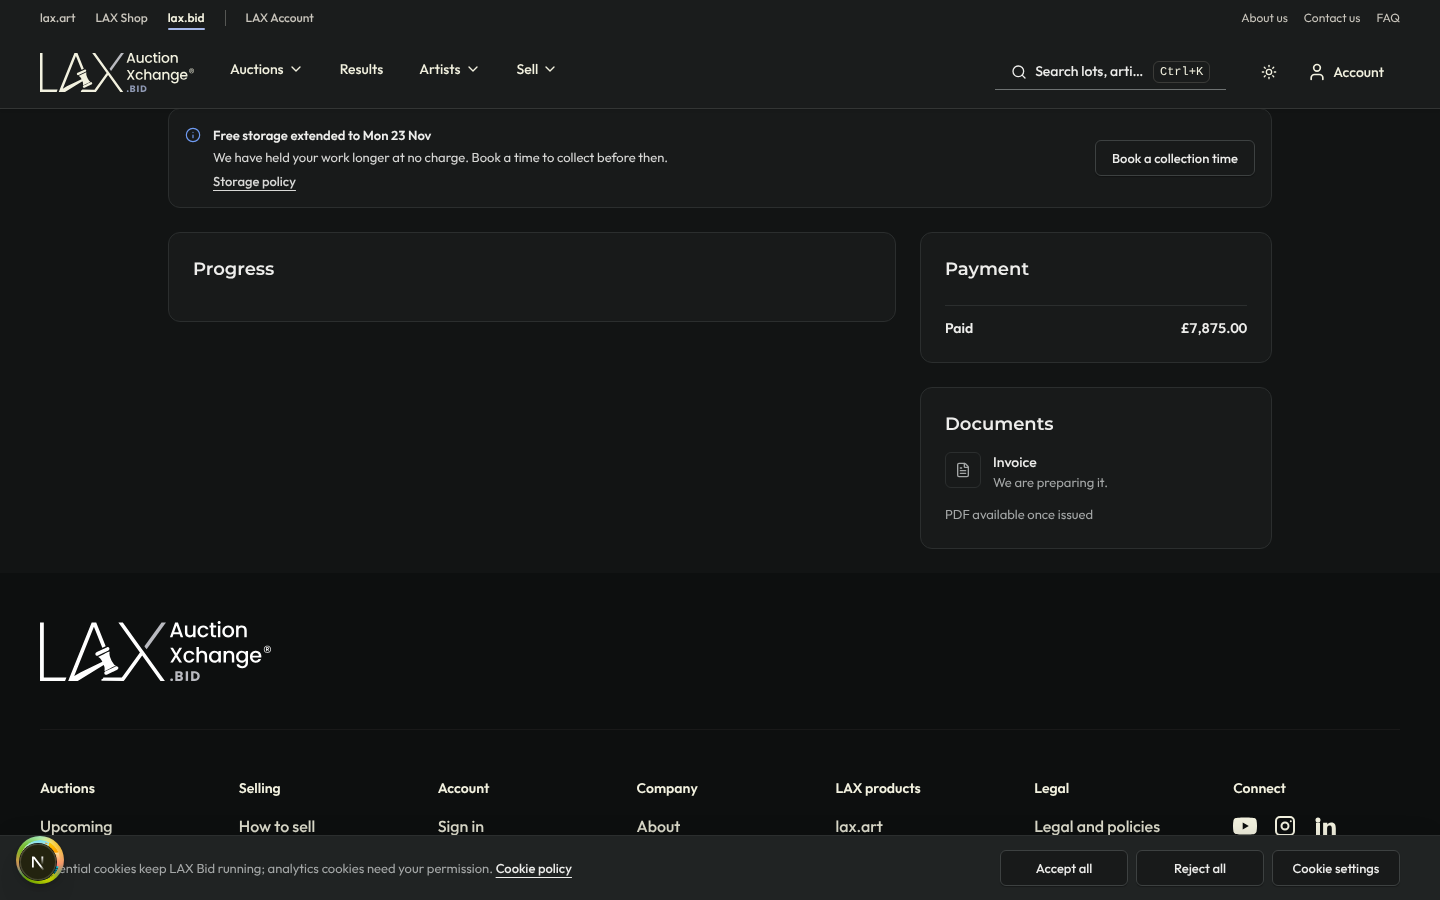 lax.art LAX Shop lax.bid LAX Account About us Contact us FAQ
LAX Auction Xchange® .BID
Auctions Results Artists Sell Search lots, arti... Ctrl+K Account
Free storage extended to Mon 23 Nov
We have held your work longer at no charge. Book a time to collect before then.
Book a collection time
Storage policy
Progress
Payment
Paid £7,875.00
Documents
Invoice
We are preparing it.
PDF available once issued
LAX Auction
Xchange®
.BID
Auctions Selling Account Company LAX products Legal Connect
Upcoming How to sell Sign in About lax.art Legal and policies
N
ential cookies keep LAX Bid running; analytics cookies need your permission. Cookie policy
Accept all Reject all Cookie settings